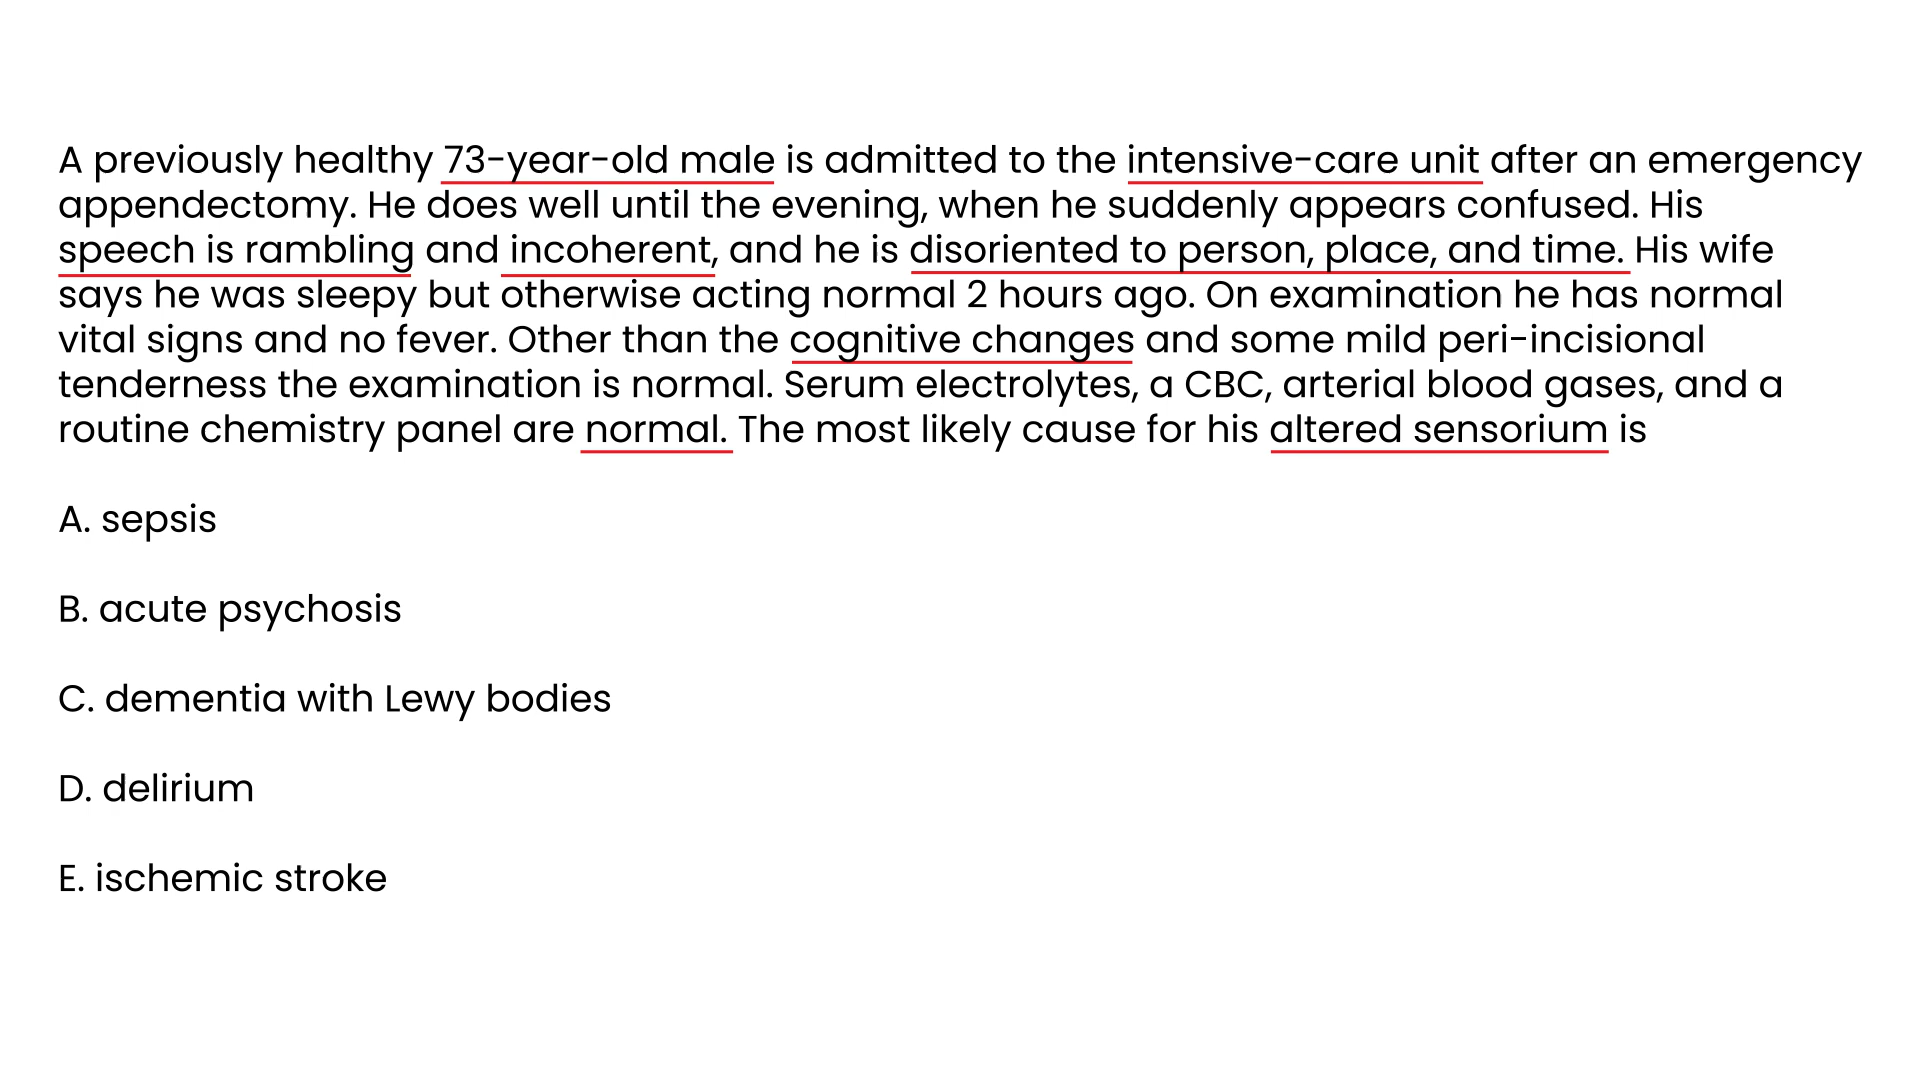 A previously healthy 73-year-old male is admitted to the intensive-care unit after an emergency
appendectomy. He does well until the evening, when he suddenly appears confused. His
speech is rambling and incoherent, and he is disoriented to person, place, and time. His wife
says he was sleepy but otherwise acting normal 2 hours ago. On examination he has normal
vital signs and no fever. Other than the cognitive changes and some mild peri-incisional
tenderness the examination is normal. Serum electrolytes, a CBC, arterial blood gases, and a
routine chemistry panel are normal. The most likely cause for his altered sensorium is
A. sepsis
B. acute psychosis
C. dementia with Lewy bodies
D. delirium
E. ischemic stroke